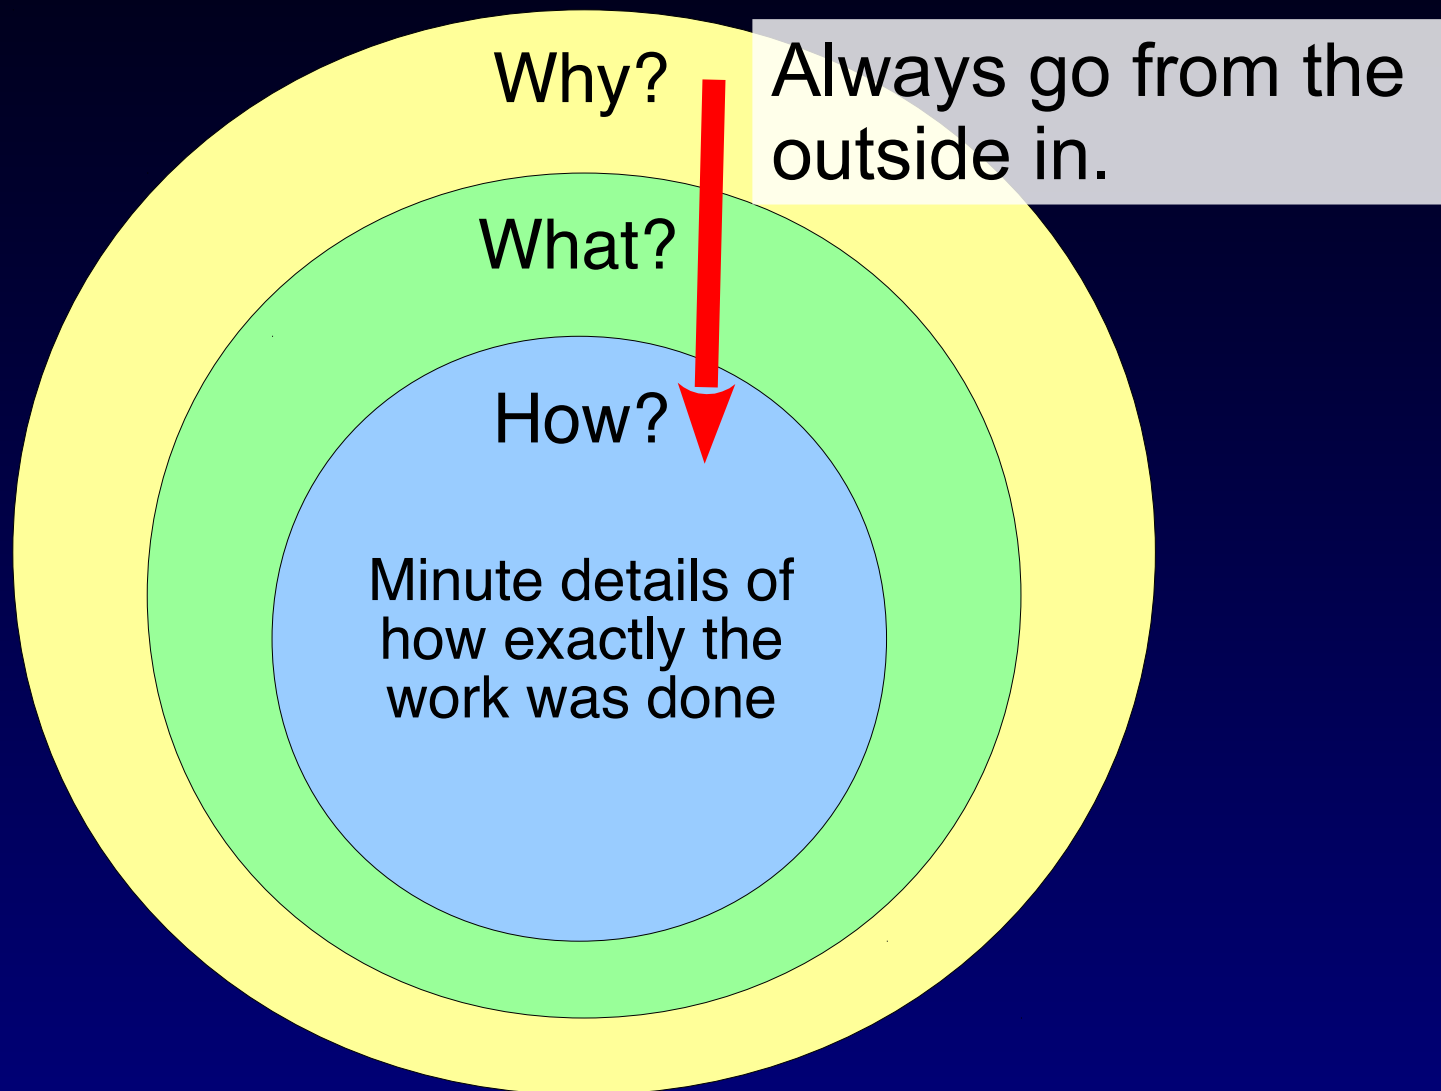 Why?
Always go from the
outside in.
What?
How?
Minute details of
how exactly the
work was done